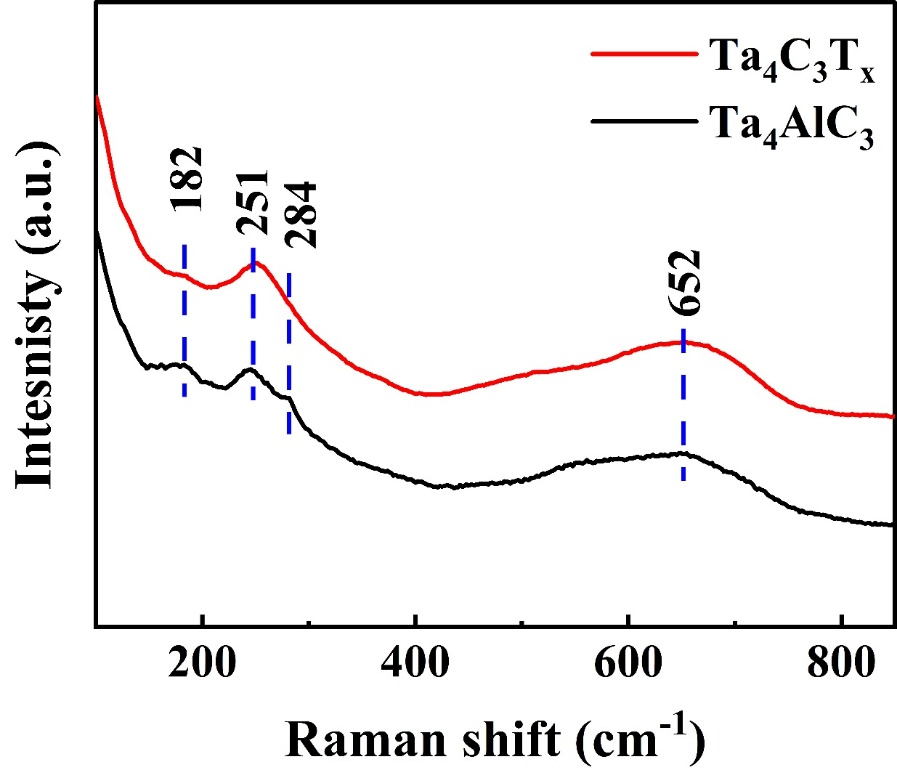 Ta₄C₃Tₓ
Ta₄AlC₃
182
251
284
652
Intesnisty (a.u.)
200 400 600 800
Raman shift (cm⁻¹)